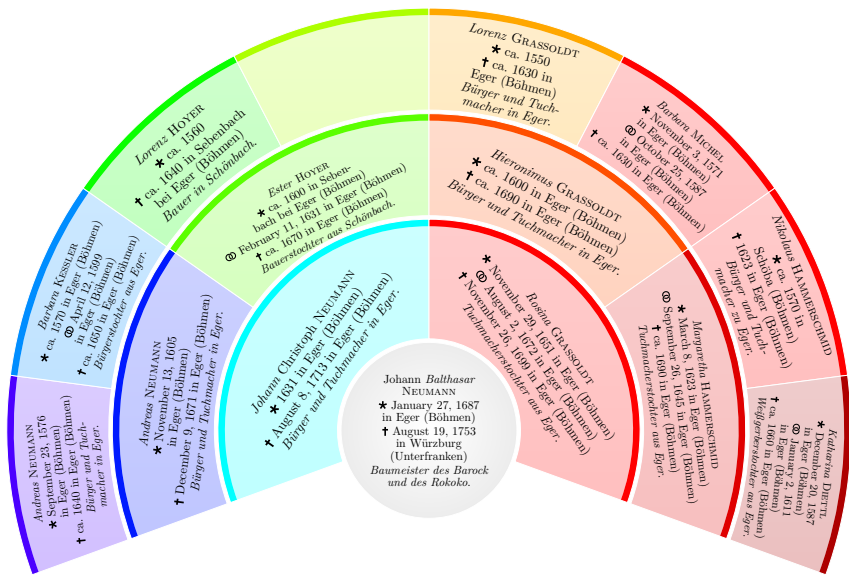 Lorenz GRASSOLDT
★ ca. 1550
✝ ca. 1630 in
Eger (Böhmen)
Bürger und Tuch-
macher in Eger.
Lorenz HOYER
★ ca. 1560
✝ ca. 1640 in Sebenbach
bei Eger (Böhmen)
Bauer in Schönbach.
Barbara MICHEL
★ November 3, 1571
in Eger (Böhmen)
⚭ October 25, 1587
in Eger (Böhmen)
✝ ca. 1630 in Eger (Böhmen)
Barbara KESSLER
★ ca. 1570 in Eger (Böhmen)
⚭ April 12, 1599
in Eger (Böhmen)
✝ ca. 1650 in Eger (Böhmen)
Bürgerstochter aus Eger.
Nikolaus HAMMERSCHMID
★ ca. 1570 in
Schöba (Böhmen)
✝ 1623 in Eger (Böhmen)
Bürger und Tuch-
macher zu Eger.
Andreas NEUMANN
★ September 23, 1576
in Eger (Böhmen)
✝ ca. 1640 in Eger (Böhmen)
Bürger und Tuch-
macher in Eger.
Katharina DIETTL
★ December 20, 1587
in Eger (Böhmen)
⚭ January 2, 1611
in Eger (Böhmen)
✝ ca. 1660 in Eger (Böhmen)
Weißgerberstochter aus Eger.
Ester HOYER
★ ca. 1600 in Seben-
bach bei Eger (Böhmen)
⚭ February 11, 1631 in Eger (Böhmen)
✝ ca. 1670 in Eger (Böhmen)
Bauerstochter aus Schönbach.
Hieronimus GRASSOLDT
★ ca. 1600 in Eger (Böhmen)
✝ ca. 1690 in Eger (Böhmen)
Bürger und Tuchmacher in Eger.
Andreas NEUMANN
★ November 13, 1605
in Eger (Böhmen)
✝ December 9, 1671 in Eger (Böhmen)
Bürger und Tuchmacher in Eger.
Margaretha HAMMERSCHMID
★ March 8, 1623 in Eger (Böhmen)
⚭ September 26, 1645 in Eger (Böhmen)
✝ ca. 1690 in Eger (Böhmen)
Tuchmacherstochter aus Eger.
Johann Christoph NEUMANN
★ 1631 in Eger (Böhmen)
✝ August 8, 1713 in Eger (Böhmen)
Bürger und Tuchmacher in Eger.
Rosina GRASSOLDT
★ November 29, 1651 in Eger (Böhmen)
⚭ August 2, 1672 in Eger (Böhmen)
✝ November 26, 1699 in Eger (Böhmen)
Tuchmacherstochter aus Eger.
Johann Balthasar
NEUMANN
★ January 27, 1687
in Eger (Böhmen)
✝ August 19, 1753
in Würzburg
(Unterfranken)
Baumeister des Barock
und des Rokoko.